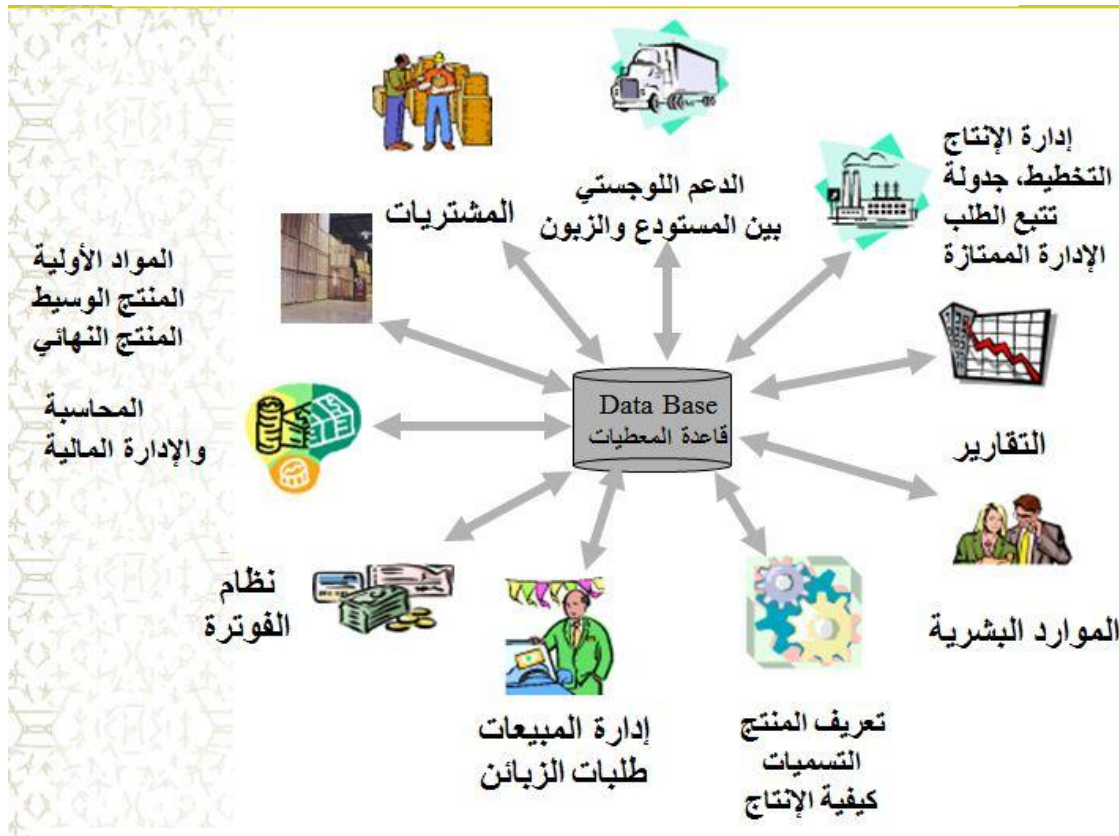 الدعم اللوجستي
بين المستودع والزبون
إدارة الإنتاج
التخطيط، جدولة
تتبع الطلب
الإدارة الممتازة
المشتريات
المواد الأولية
المنتج الوسيط
المنتج النهائي
Data Base
قاعدة المعطيات
المحاسبة
والإدارة المالية
التقارير
نظام
الفوترة
الموارد البشرية
إدارة المبيعات
طلبات الزبائن
تعريف المنتج
التسميات
كيفية الإنتاج